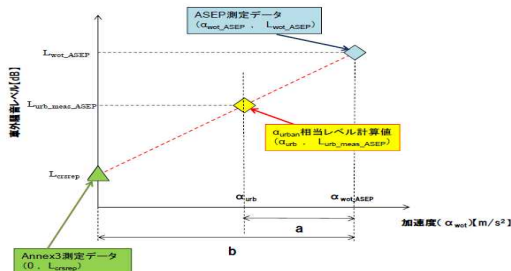 ASEP測定データ
（αwot_ASEP ， Lwot_ASEP）
Lwot_ASEP
車外騒音レベル[dB]
Lurb_meas_ASEP
αurban相当レベル計算値
（αurb ， Lurb_meas_ASEP）
Lcrsrep
αurb
αwot_ASEP
加速度(αwot)[m/s²]
a
b
Annex3測定データ
（0，Lcrsrep）